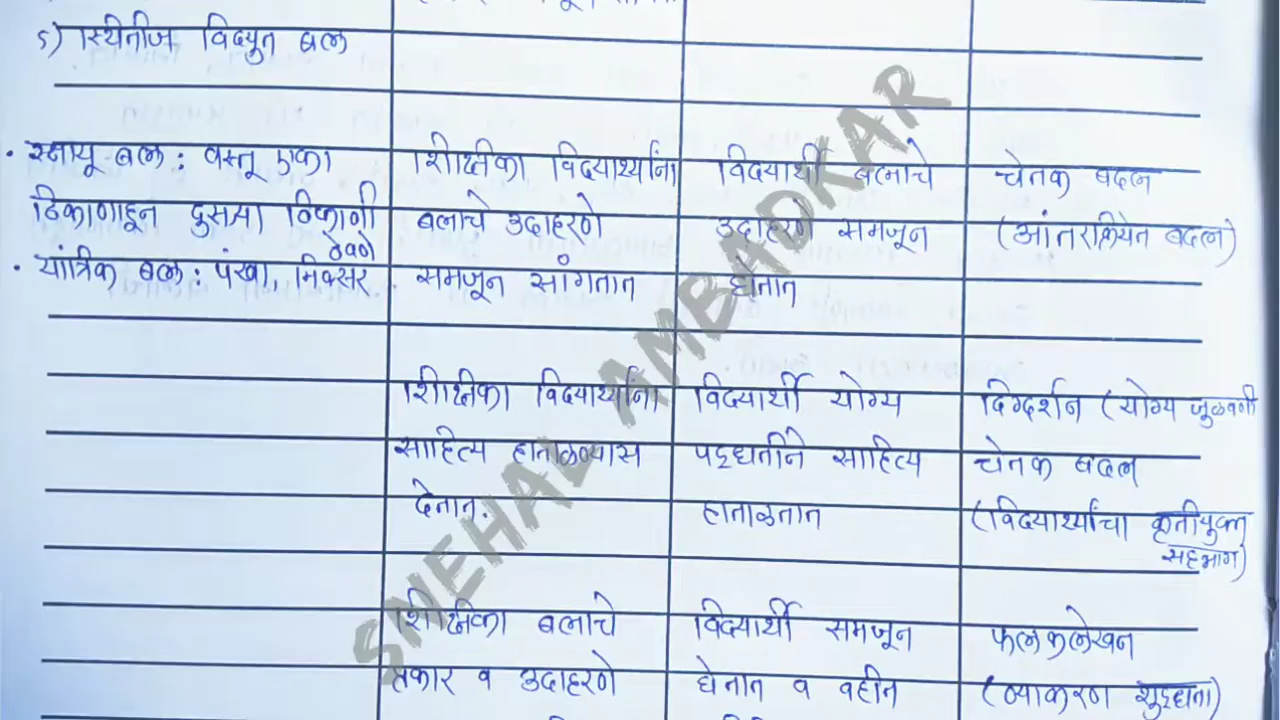 ५) स्थितीज विद्युत बल
• स्नायू बल : वस्तू एका
ठिकाणाहून दुसऱ्या ठिकाणी
ठेवणे
• यांत्रिक बल : पंखा, मिक्सर
शिक्षिका विद्यार्थ्यांना
बलाचे उदाहरणे
समजून सांगतात
विद्यार्थी बलाचे
उदाहरणे समजून
घेतात
चेतक बदल
(आंतरक्रियेत बदल)
शिक्षिका विद्यार्थ्यांना
साहित्य हाताळण्यास
देतात.
विद्यार्थी योग्य
पद्धतीने साहित्य
हाताळतात
दिग्दर्शन (योग्य जुळवणी
चेतक बदल
(विद्यार्थ्यांचा कृतीयुक्त
सहभाग)
शिक्षिका बलाचे
प्रकार व उदाहरणे
विद्यार्थी समजून
घेतात व वहीत
फलकलेखन
(व्याकरण शुद्धता)
SNEHAL AMBADKAR